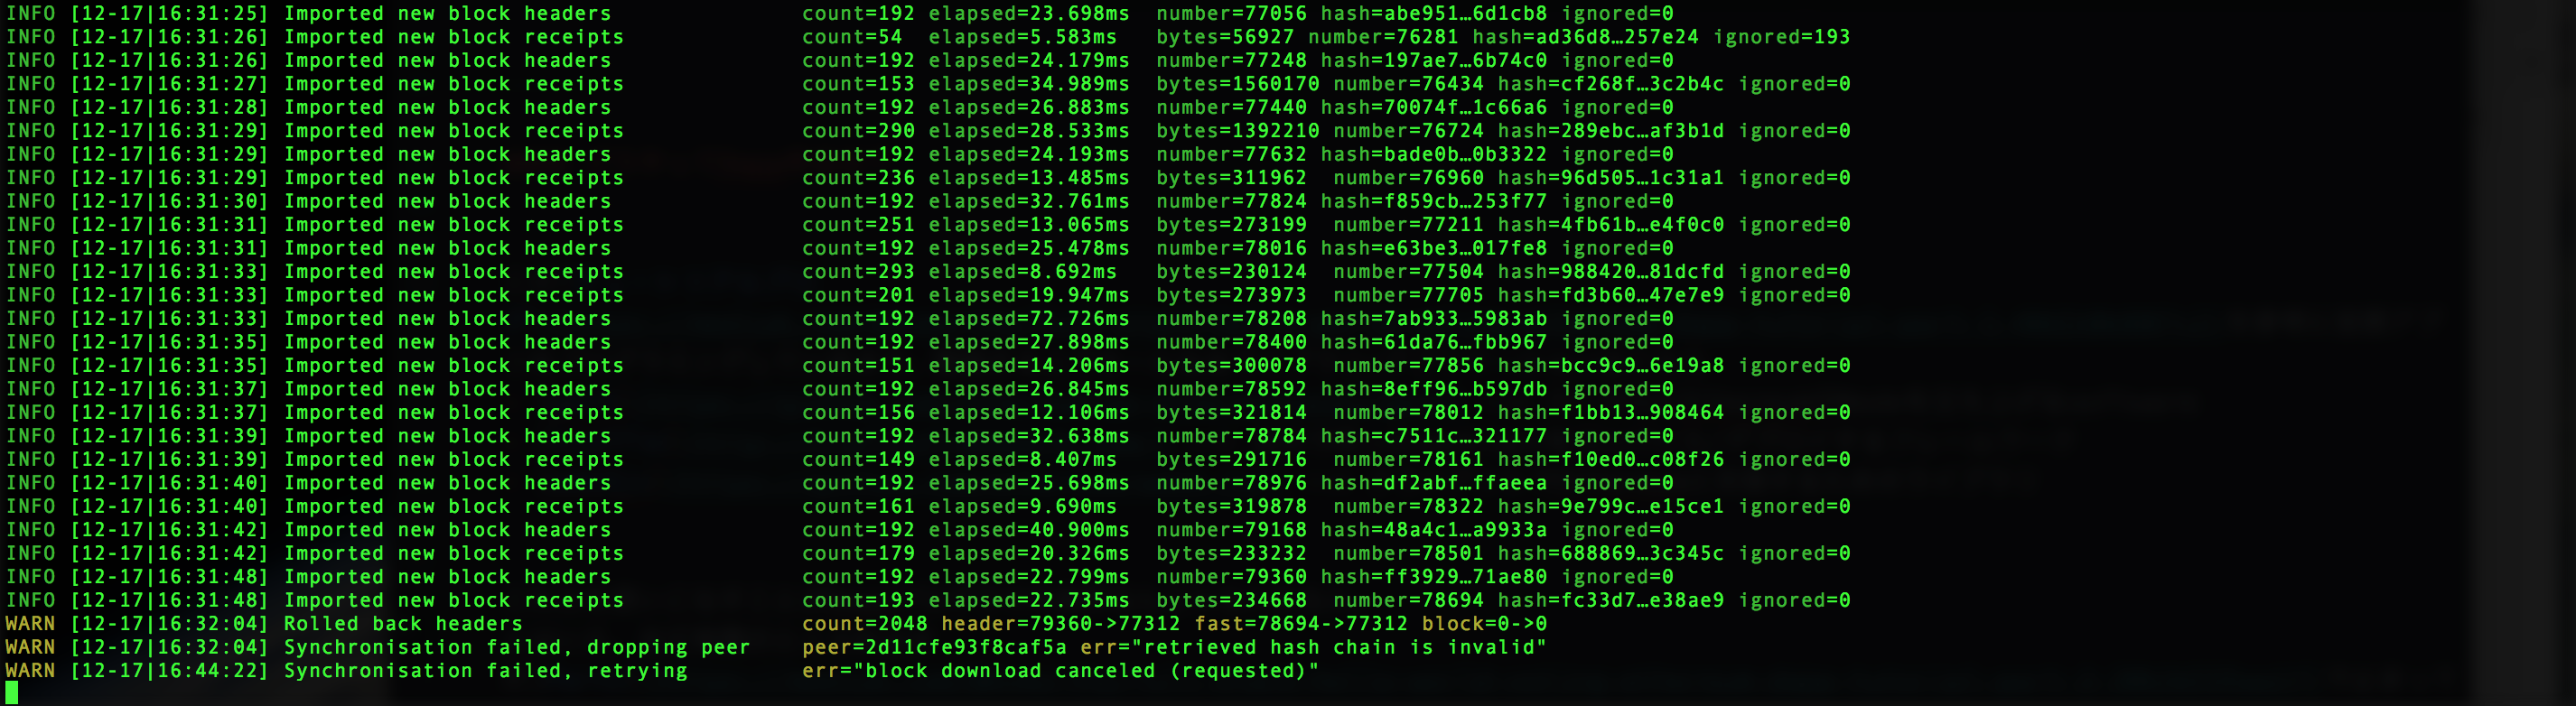 INFO [12-17|16:31:25] Imported new block headers count=192 elapsed=23.698ms number=77056 hash=abe951…6d1cb8 ignored=0
INFO [12-17|16:31:26] Imported new block receipts count=54 elapsed=5.583ms bytes=56927 number=76281 hash=ad36d8…257e24 ignored=193
INFO [12-17|16:31:26] Imported new block headers count=192 elapsed=24.179ms number=77248 hash=197ae7…6b74c0 ignored=0
INFO [12-17|16:31:27] Imported new block receipts count=153 elapsed=34.989ms bytes=1560170 number=76434 hash=cf268f…3c2b4c ignored=0
INFO [12-17|16:31:28] Imported new block headers count=192 elapsed=26.883ms number=77440 hash=70074f…1c66a6 ignored=0
INFO [12-17|16:31:29] Imported new block receipts count=290 elapsed=28.533ms bytes=1392210 number=76724 hash=289ebc…af3b1d ignored=0
INFO [12-17|16:31:29] Imported new block headers count=192 elapsed=24.193ms number=77632 hash=bade0b…0b3322 ignored=0
INFO [12-17|16:31:29] Imported new block receipts count=236 elapsed=13.485ms bytes=311962 number=76960 hash=96d505…1c31a1 ignored=0
INFO [12-17|16:31:30] Imported new block headers count=192 elapsed=32.761ms number=77824 hash=f859cb…253f77 ignored=0
INFO [12-17|16:31:31] Imported new block receipts count=251 elapsed=13.065ms bytes=273199 number=77211 hash=4fb61b…e4f0c0 ignored=0
INFO [12-17|16:31:31] Imported new block headers count=192 elapsed=25.478ms number=78016 hash=e63be3…017fe8 ignored=0
INFO [12-17|16:31:33] Imported new block receipts count=293 elapsed=8.692ms bytes=230124 number=77504 hash=988420…81dcfd ignored=0
INFO [12-17|16:31:33] Imported new block receipts count=201 elapsed=19.947ms bytes=273973 number=77705 hash=fd3b60…47e7e9 ignored=0
INFO [12-17|16:31:33] Imported new block headers count=192 elapsed=72.726ms number=78208 hash=7ab933…5983ab ignored=0
INFO [12-17|16:31:35] Imported new block headers count=192 elapsed=27.898ms number=78400 hash=61da76…fbb967 ignored=0
INFO [12-17|16:31:35] Imported new block receipts count=151 elapsed=14.206ms bytes=300078 number=77856 hash=bcc9c9…6e19a8 ignored=0
INFO [12-17|16:31:37] Imported new block headers count=192 elapsed=26.845ms number=78592 hash=8eff96…b597db ignored=0
INFO [12-17|16:31:37] Imported new block receipts count=156 elapsed=12.106ms bytes=321814 number=78012 hash=f1bb13…908464 ignored=0
INFO [12-17|16:31:39] Imported new block headers count=192 elapsed=32.638ms number=78784 hash=c7511c…321177 ignored=0
INFO [12-17|16:31:39] Imported new block receipts count=149 elapsed=8.407ms bytes=291716 number=78161 hash=f10ed0…c08f26 ignored=0
INFO [12-17|16:31:40] Imported new block headers count=192 elapsed=25.698ms number=78976 hash=df2abf…ffaeea ignored=0
INFO [12-17|16:31:40] Imported new block receipts count=161 elapsed=9.690ms bytes=319878 number=78322 hash=9e799c…e15ce1 ignored=0
INFO [12-17|16:31:42] Imported new block headers count=192 elapsed=40.900ms number=79168 hash=48a4c1…a9933a ignored=0
INFO [12-17|16:31:42] Imported new block receipts count=179 elapsed=20.326ms bytes=233232 number=78501 hash=688869…3c345c ignored=0
INFO [12-17|16:31:48] Imported new block headers count=192 elapsed=22.799ms number=79360 hash=ff3929…71ae80 ignored=0
INFO [12-17|16:31:48] Imported new block receipts count=193 elapsed=22.735ms bytes=234668 number=78694 hash=fc33d7…e38ae9 ignored=0
WARN [12-17|16:32:04] Rolled back headers count=2048 header=79360->77312 fast=78694->77312 block=0->0
WARN [12-17|16:32:04] Synchronisation failed, dropping peer peer=2d11cfe93f8caf5a err="retrieved hash chain is invalid"
WARN [12-17|16:44:22] Synchronisation failed, retrying err="block download canceled (requested)"